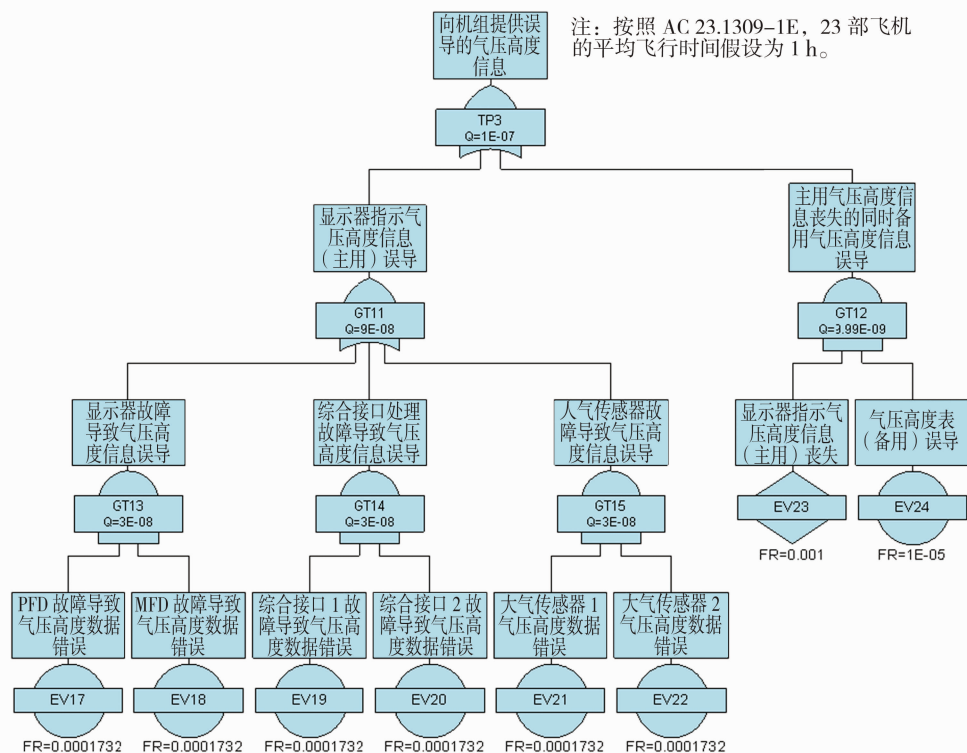 向机组提供误
导的气压高度
信息
注：按照 AC 23.1309-1E，23 部飞机
的平均飞行时间假设为 1 h。
TP3
Q=1E-07
显示器指示气
压高度信息
（主用）误导
主用气压高度信
息丧失的同时备
用气压高度信息
误导
GT11
Q=9E-08
GT12
Q=9.99E-09
显示器故障
导致气压高
度信息误导
综合接口处理
故障导致气压
高度信息误导
人气传感器故
障导致气压高
度信息误导
显示器指示气
压高度信息
（主用）丧失
气压高度表
（备用）误导
GT13
Q=3E-08
GT14
Q=3E-08
GT15
Q=3E-08
EV23
FR=0.001
EV24
FR=1E-05
PFD 故障导致
气压高度数据
错误
MFD 故障导致
气压高度数据
错误
综合接口 1 故
障导致气压高
度数据错误
综合接口 2 故
障导致气压高
度数据错误
大气传感器 1
气压高度数据
错误
大气传感器 2
气压高度数据
错误
EV17
FR=0.0001732
EV18
FR=0.0001732
EV19
FR=0.0001732
EV20
FR=0.0001732
EV21
FR=0.0001732
EV22
FR=0.0001732